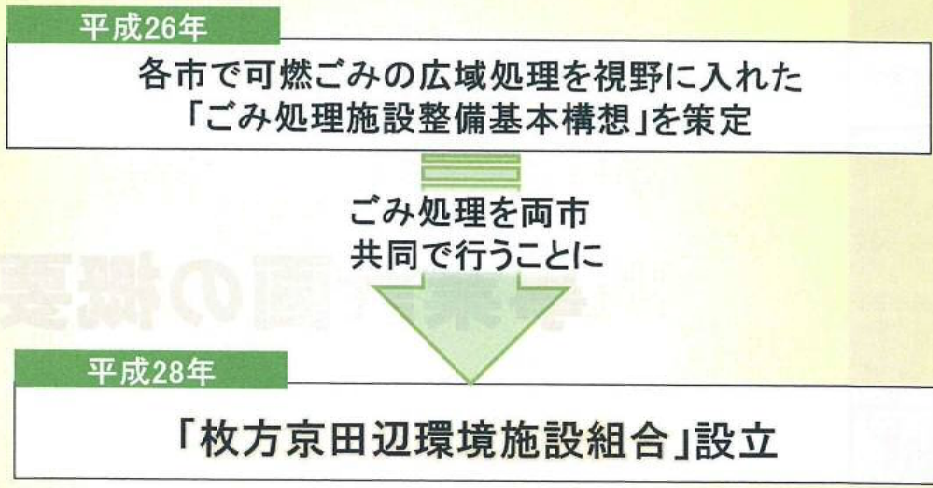 平成26年
各市で可燃ごみの広域処理を視野に入れた
「ごみ処理施設整備基本構想」を策定
ごみ処理を両市
共同で行うことに
平成28年
「枚方京田辺環境施設組合」設立